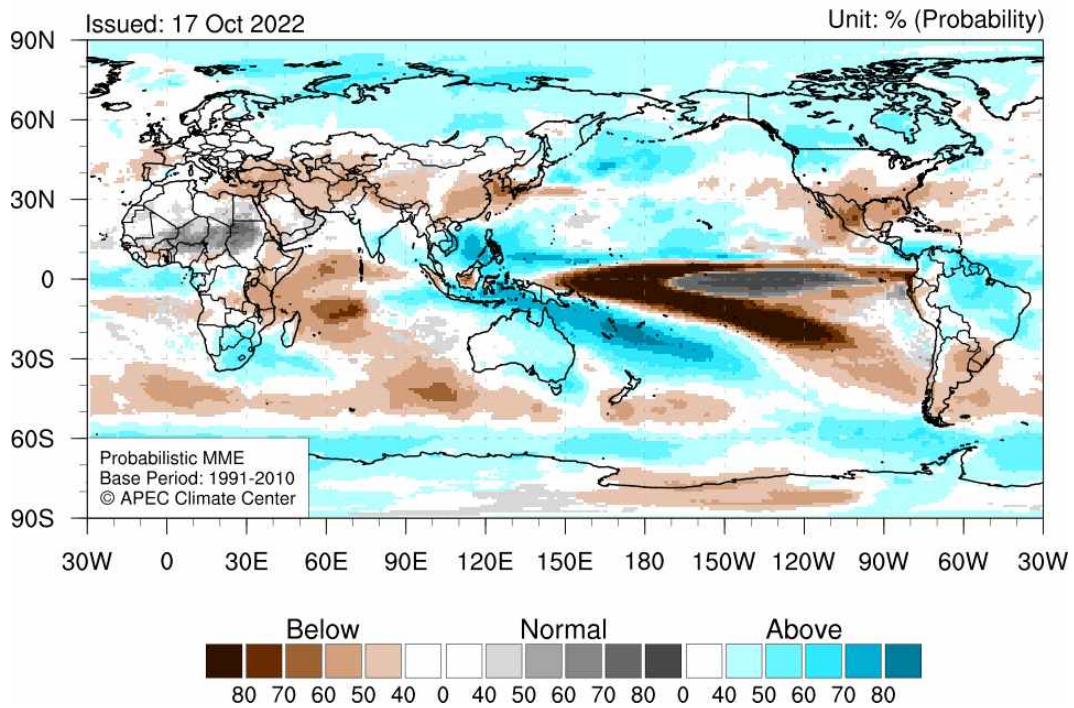 Issued: 17 Oct 2022 Unit: % (Probability)
90N
60N
30N
0
30S
60S
90S
Probabilistic MME
Base Period: 1991-2010
© APEC Climate Center
30W 0 30E 60E 90E 120E 150E 180 150W 120W 90W 60W 30W
Below Normal Above
80 70 60 50 40 0 40 50 60 70 80 0 40 50 60 70 80